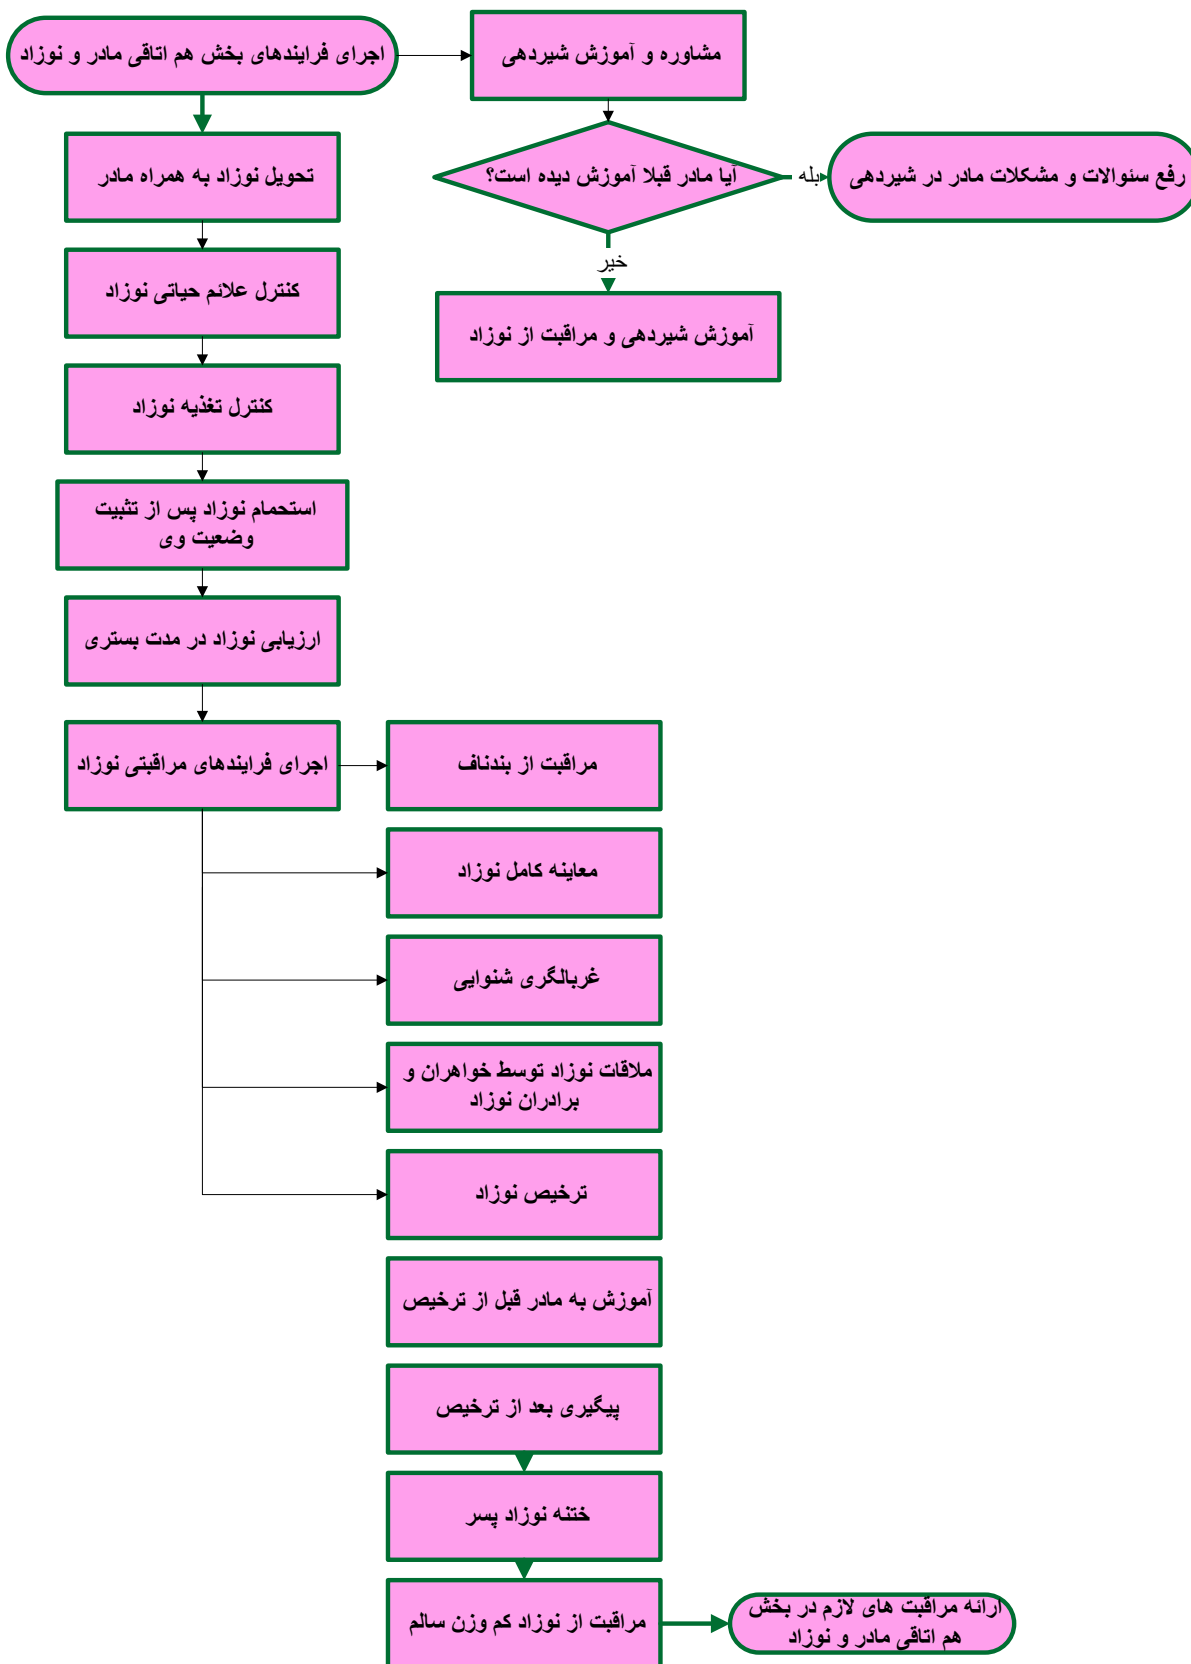 اجرای فرایندهای بخش هم اتاقی مادر و نوزاد
مشاوره و آموزش شیردهی
آیا مادر قبلا آموزش دیده است؟
بله
رفع سئوالات و مشکلات مادر در شیردهی
خیر
آموزش شیردهی و مراقبت از نوزاد
تحویل نوزاد به همراه مادر
کنترل علائم حیاتی نوزاد
کنترل تغذیه نوزاد
استحمام نوزاد پس از تثبیت
وضعیت وی
ارزیابی نوزاد در مدت بستری
اجرای فرایندهای مراقبتی نوزاد
مراقبت از بندناف
معاینه کامل نوزاد
غربالگری شنوایی
ملاقات نوزاد توسط خواهران و
برادران نوزاد
ترخیص نوزاد
آموزش به مادر قبل از ترخیص
پیگیری بعد از ترخیص
ختنه نوزاد پسر
مراقبت از نوزاد کم وزن سالم
ارائه مراقبت های لازم در بخش
هم اتاقی مادر و نوزاد